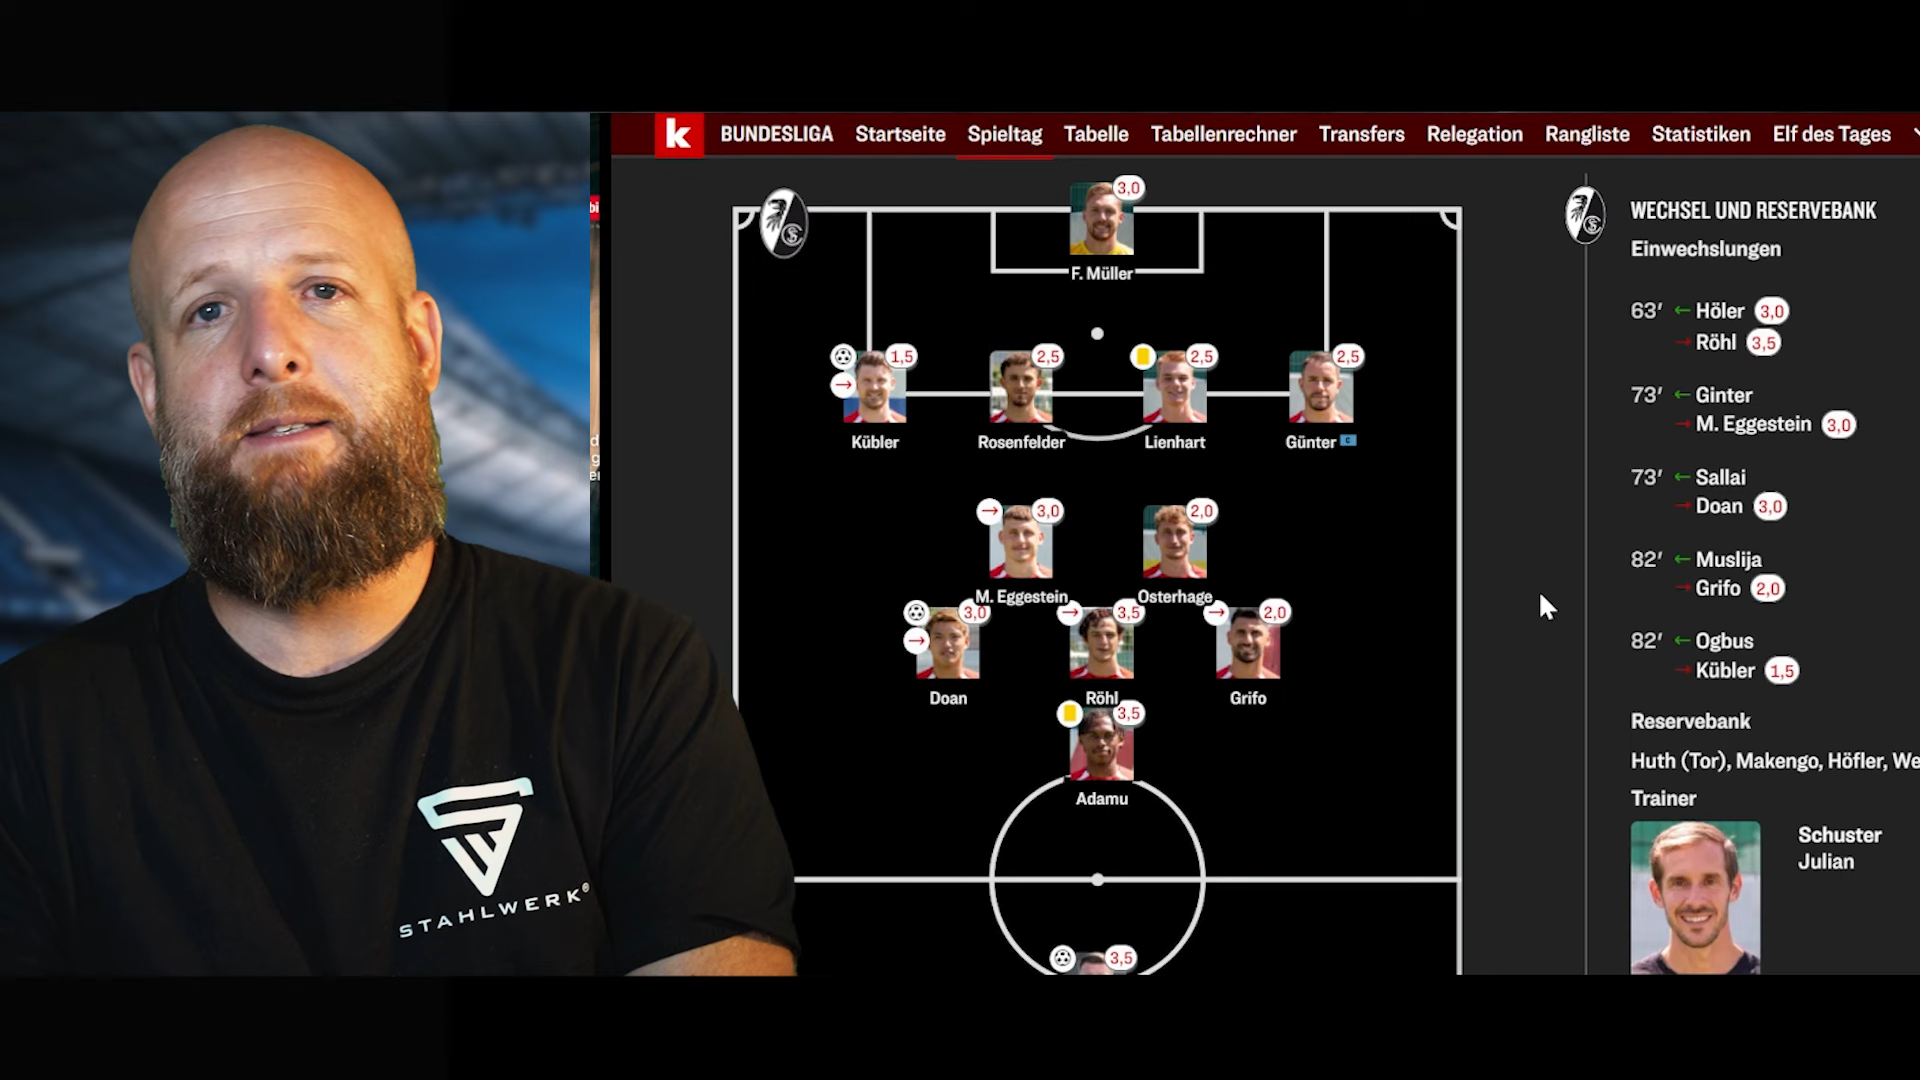 k BUNDESLIGA Startseite Spieltag Tabelle Tabellenrechner Transfers Relegation Rangliste Statistiken Elf des Tages
3,0
F. Müller
1,5 2,5 2,5 2,5
Kübler Rosenfelder Lienhart Günter C
3,0 2,0
M. Eggestein Osterhage
3,0 3,5 2,0
Doan Röhl Grifo
3,5
Adamu
3,5
WECHSEL UND RESERVEBANK
Einwechslungen
63' ← Höler 3,0
→ Röhl 3,5
73' ← Ginter
→ M. Eggestein 3,0
73' ← Sallai
→ Doan 3,0
82' ← Muslija
→ Grifo 2,0
82' ← Ogbus
→ Kübler 1,5
Reservebank
Huth (Tor), Makengo, Höfler, We
Trainer
Schuster
Julian
STAHLWERK®